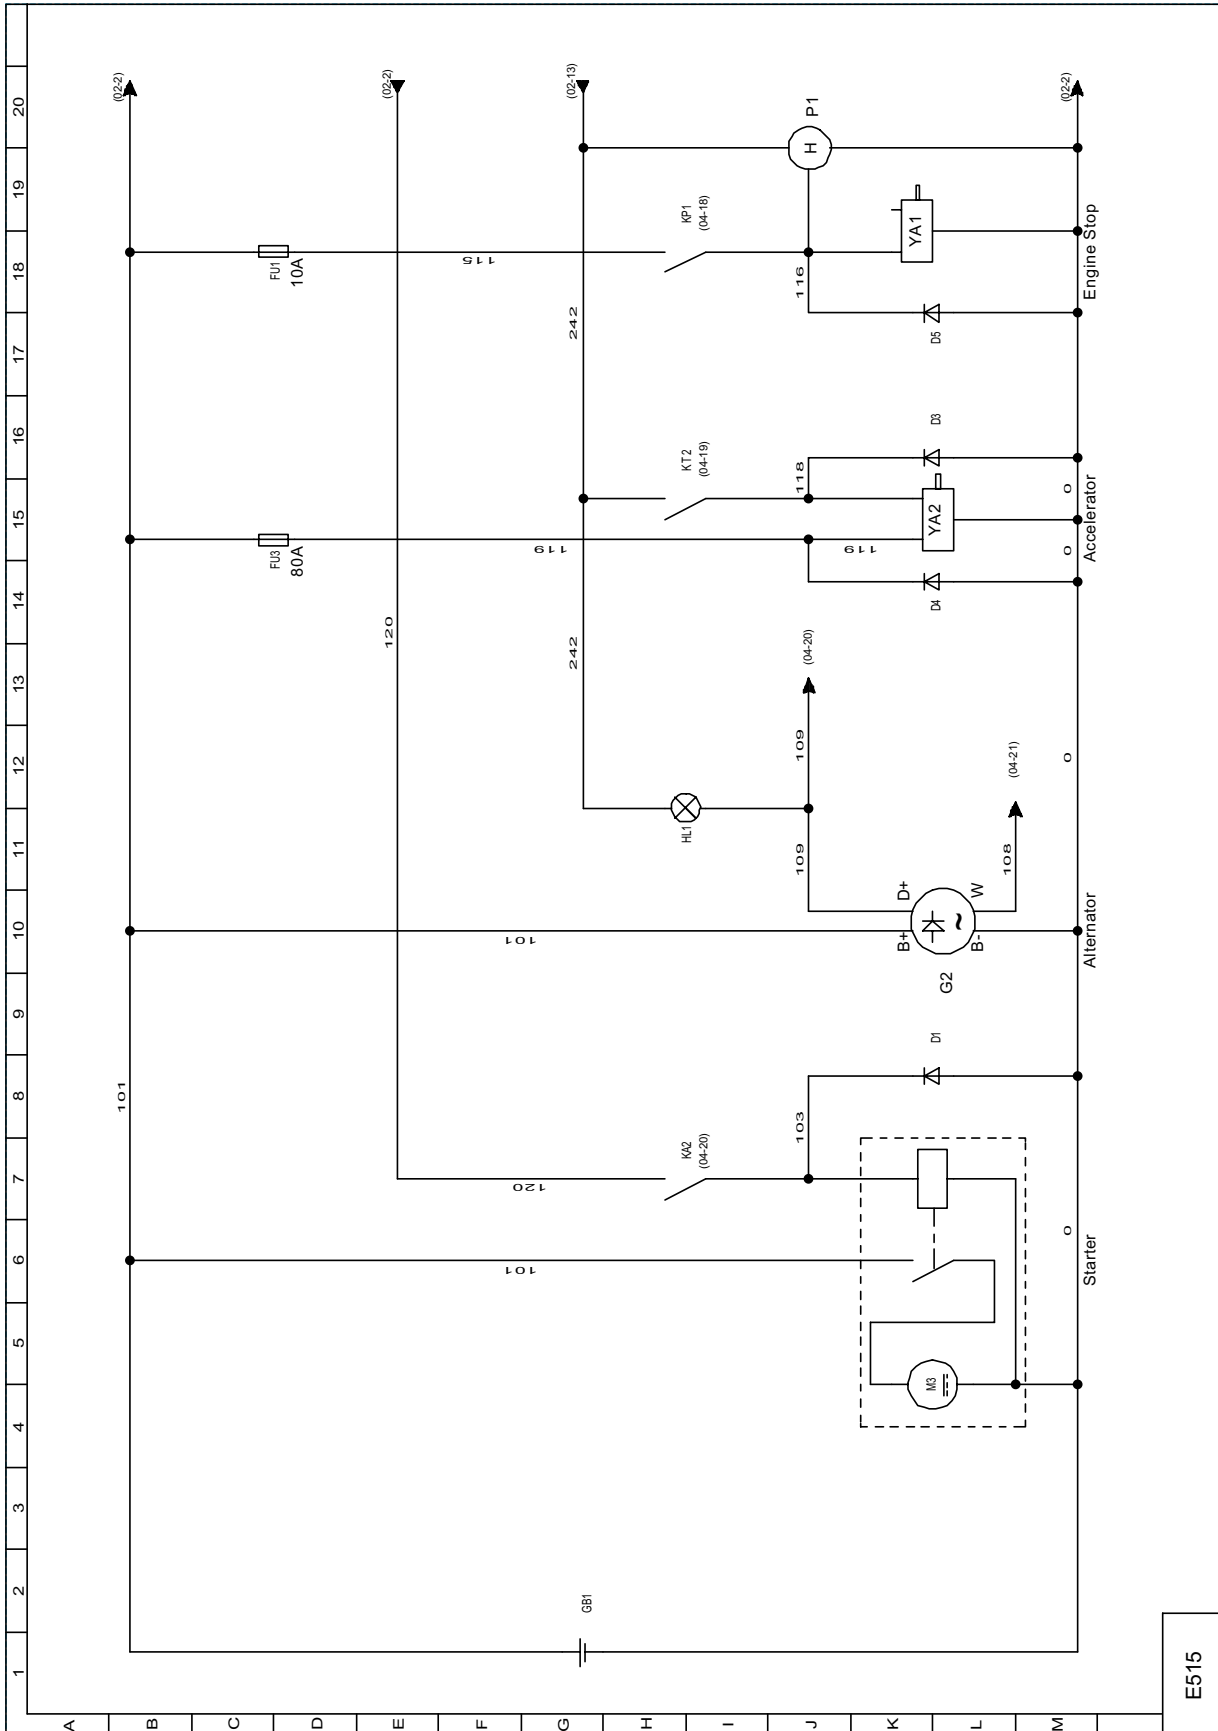 20
19
18
17
16
15
14
13
12
11
10
9
8
7
6
5
4
3
2
1
A
B
C
D
E
F
G
H
I
J
K
L
M
(02-2)
(02-2)
(02-13)
(02-2)
P1
H
KP1
(04-18)
YA1
FU1
10A
115
116
D5
Engine Stop
242
KT2
(04-19)
D3
118
YA2
FU3
80A
119
119
0
0
Accelerator
D4
120
242
(04-20)
109
(04-21)
0
HL1
109
108
D+
W
B+
B-
101
G2
Alternator
D1
101
103
KA2
(04-20)
120
101
0
Starter
M3
GB1
E515